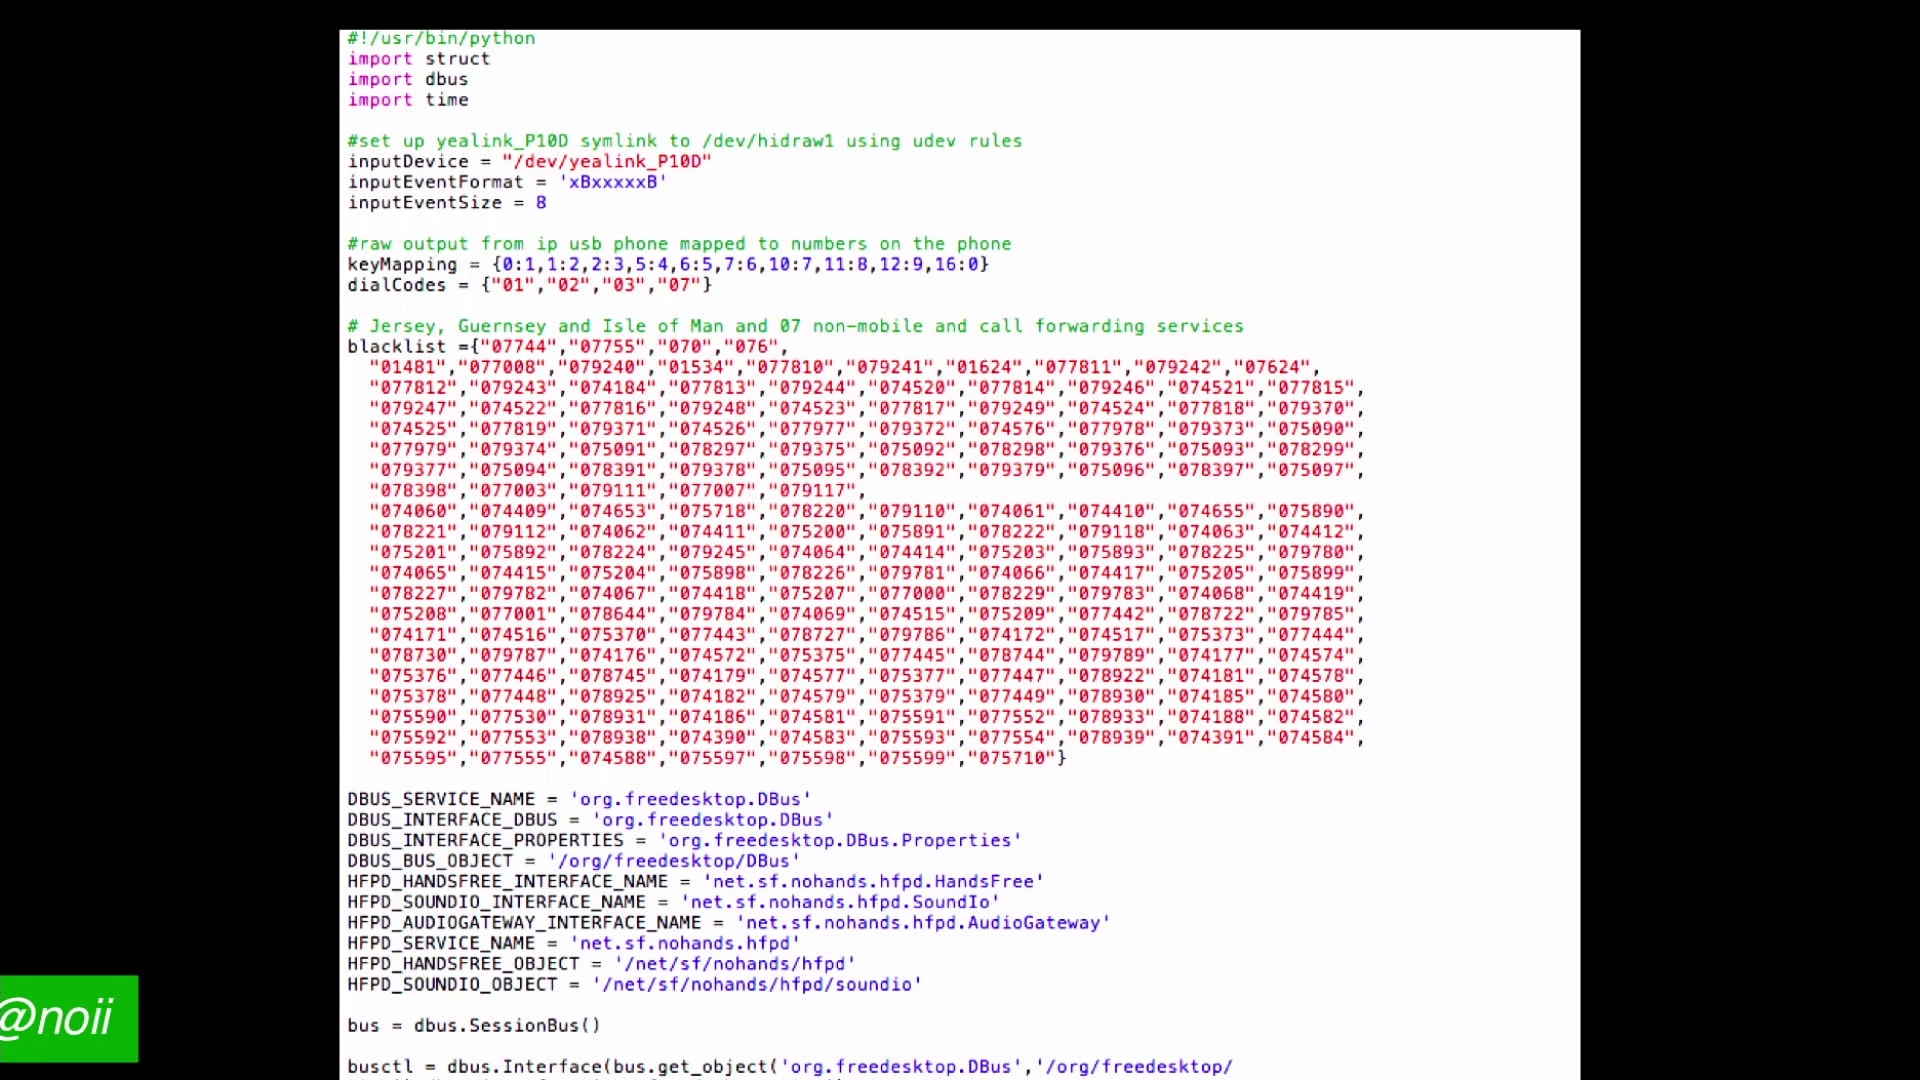 #!/usr/bin/python
import struct
import dbus
import time
#set up yealink_P10D symlink to /dev/hidraw1 using udev rules
inputDevice = "/dev/yealink_P10D"
inputEventFormat = 'xBxxxxxB'
inputEventSize = 8
#raw output from ip usb phone mapped to numbers on the phone
keyMapping = {0:1,1:2,2:3,5:4,6:5,7:6,10:7,11:8,12:9,16:0}
dialCodes = {"01","02","03","07"}
# Jersey, Guernsey and Isle of Man and 07 non-mobile and call forwarding services
blacklist ={"07744","07755","070","076",
"01481","077008","079240","01534","077810","079241","01624","077811","079242","07624",
"077812","079243","074184","077813","079244","074520","077814","079246","074521","077815",
"079247","074522","077816","079248","074523","077817","079249","074524","077818","079370",
"074525","077819","079371","074526","077977","079372","074576","077978","079373","075090",
"077979","079374","075091","078297","079375","075092","078298","079376","075093","078299",
"079377","075094","078391","079378","075095","078392","079379","075096","078397","075097",
"078398","077003","079111","077007","079117",
"074060","074409","074653","075718","078220","079110","074061","074410","074655","075890",
"078221","079112","074062","074411","075200","075891","078222","079118","074063","074412",
"075201","075892","078224","079245","074064","074414","075203","075893","078225","079780",
"074065","074415","075204","075898","078226","079781","074066","074417","075205","075899",
"078227","079782","074067","074418","075207","077000","078229","079783","074068","074419",
"075208","077001","078644","079784","074069","074515","075209","077442","078722","079785",
"074171","074516","075370","077443","078727","079786","074172","074517","075373","077444",
"078730","079787","074176","074572","075375","077445","078744","079789","074177","074574",
"075376","077446","078745","074179","074577","075377","077447","078922","074181","074578",
"075378","077448","078925","074182","074579","075379","077449","078930","074185","074580",
"075590","077530","078931","074186","074581","075591","077552","078933","074188","074582",
"075592","077553","078938","074390","074583","075593","077554","078939","074391","074584",
"075595","077555","074588","075597","075598","075599","075710"}
DBUS_SERVICE_NAME = 'org.freedesktop.DBus'
DBUS_INTERFACE_DBUS = 'org.freedesktop.DBus'
DBUS_INTERFACE_PROPERTIES = 'org.freedesktop.DBus.Properties'
DBUS_BUS_OBJECT = '/org/freedesktop/DBus'
HFPD_HANDSFREE_INTERFACE_NAME = 'net.sf.nohands.hfpd.HandsFree'
HFPD_SOUNDIO_INTERFACE_NAME = 'net.sf.nohands.hfpd.SoundIo'
HFPD_AUDIOGATEWAY_INTERFACE_NAME = 'net.sf.nohands.hfpd.AudioGateway'
HFPD_SERVICE_NAME = 'net.sf.nohands.hfpd'
HFPD_HANDSFREE_OBJECT = '/net/sf/nohands/hfpd'
HFPD_SOUNDIO_OBJECT = '/net/sf/nohands/hfpd/soundio'
bus = dbus.SessionBus()
busctl = dbus.Interface(bus.get_object('org.freedesktop.DBus','/org/freedesktop/
@noii